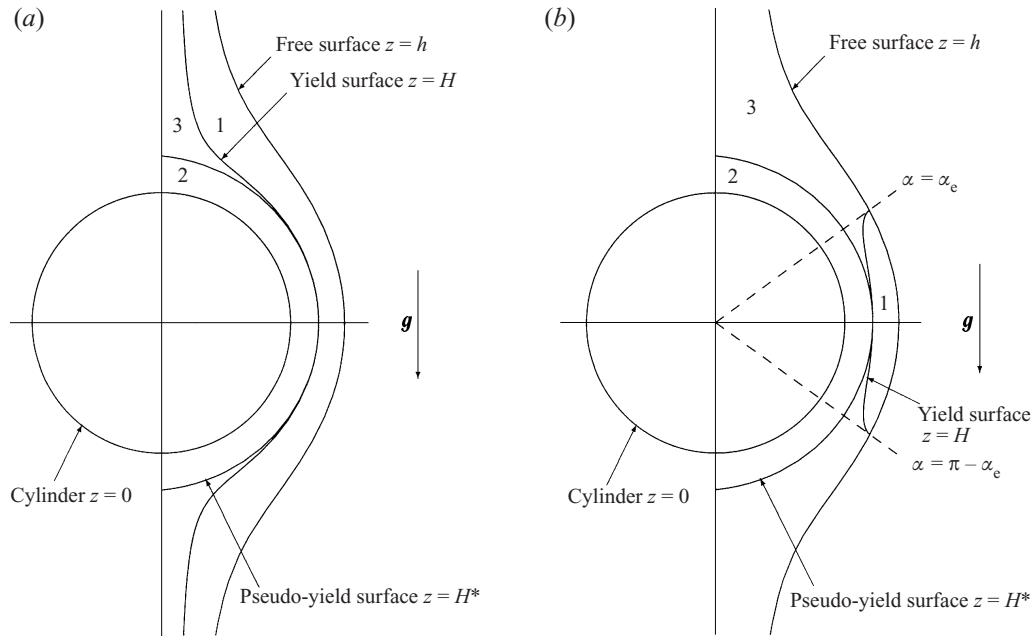 (a)
Free surface z = h
Yield surface z = H
3
1
2
g
Cylinder z = 0
Pseudo-yield surface z = H*
(b)
Free surface z = h
3
2
α = αe
1
g
Yield surface
z = H
α = π – αe
Cylinder z = 0
Pseudo-yield surface z = H*